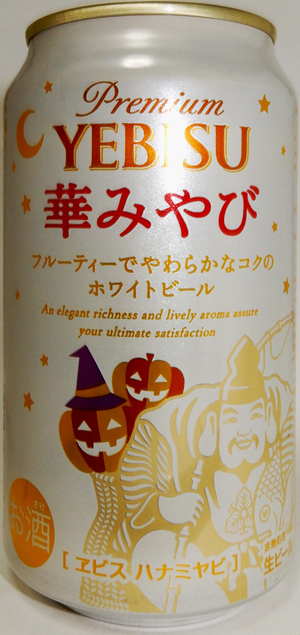 Premium
YEBISU
華みやび
フルーティーでやわらかなコクの
ホワイトビール
An elegant richness and lively aroma assure
your ultimate satisfaction
お酒
さけ
生ビール
[ ヱビス ハナミヤビ ]